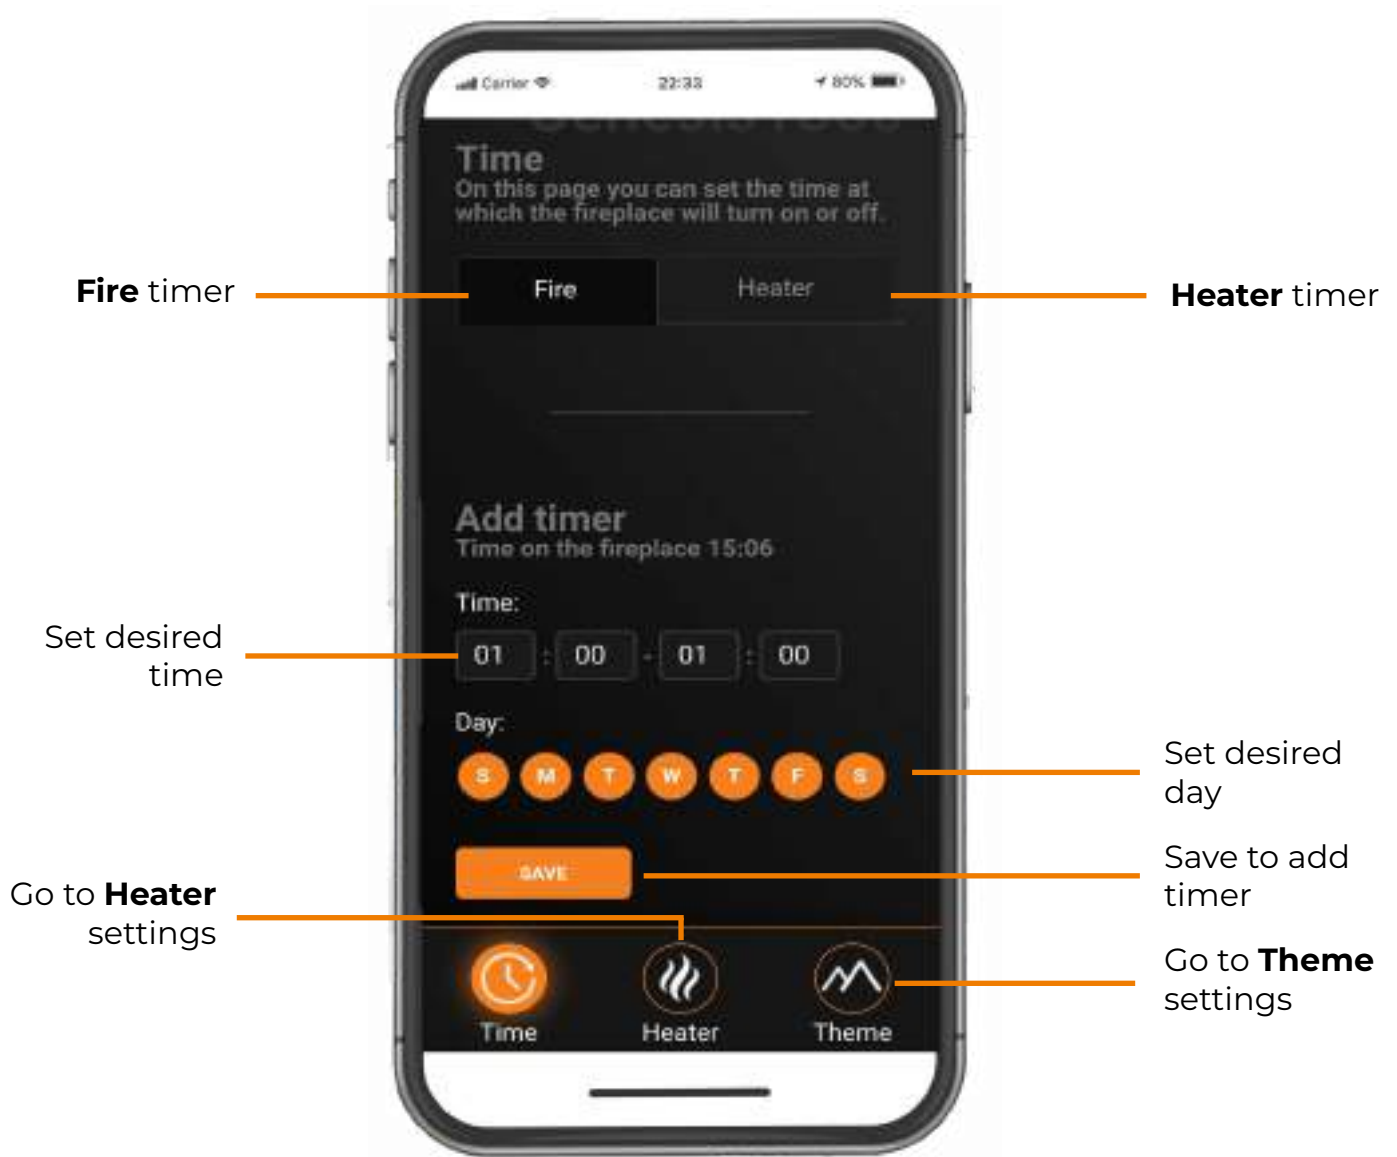 Carrier 22:33 80%
Time
On this page you can set the time at
which the fireplace will turn on or off.
Fire Heater
Fire timer
Heater timer
Add timer
Time on the fireplace 15:06
Time:
01 : 00 - 01 : 00
Set desired
time
Day:
S M T W T F S
Set desired
day
SAVE
Save to add
timer
Go to Heater
settings
Go to Theme
settings
Time Heater Theme